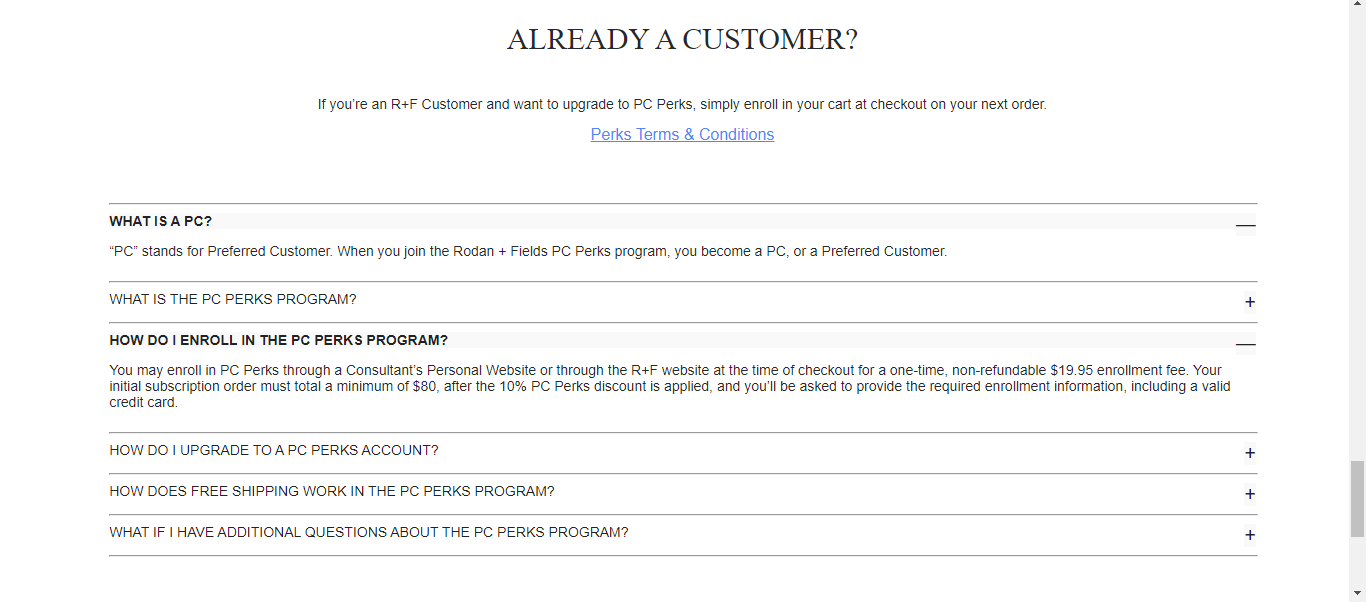 ALREADY A CUSTOMER?
If you’re an R+F Customer and want to upgrade to PC Perks, simply enroll in your cart at checkout on your next order.
Perks Terms & Conditions
WHAT IS A PC?
“PC” stands for Preferred Customer. When you join the Rodan + Fields PC Perks program, you become a PC, or a Preferred Customer.
WHAT IS THE PC PERKS PROGRAM?
HOW DO I ENROLL IN THE PC PERKS PROGRAM?
You may enroll in PC Perks through a Consultant’s Personal Website or through the R+F website at the time of checkout for a one-time, non-refundable $19.95 enrollment fee. Your
initial subscription order must total a minimum of $80, after the 10% PC Perks discount is applied, and you’ll be asked to provide the required enrollment information, including a valid
credit card.
HOW DO I UPGRADE TO A PC PERKS ACCOUNT?
HOW DOES FREE SHIPPING WORK IN THE PC PERKS PROGRAM?
WHAT IF I HAVE ADDITIONAL QUESTIONS ABOUT THE PC PERKS PROGRAM?